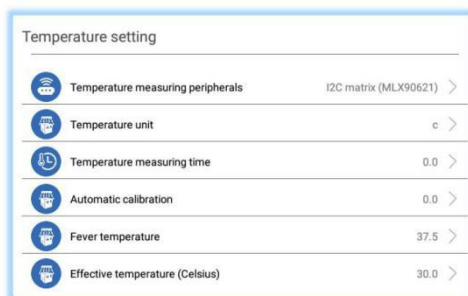 Temperature setting
Temperature measuring peripherals I2C matrix (MLX90621)
Temperature unit c
Temperature measuring time 0.0
Automatic calibration 0.0
Fever temperature 37.5
Effective temperature (Celsius) 30.0